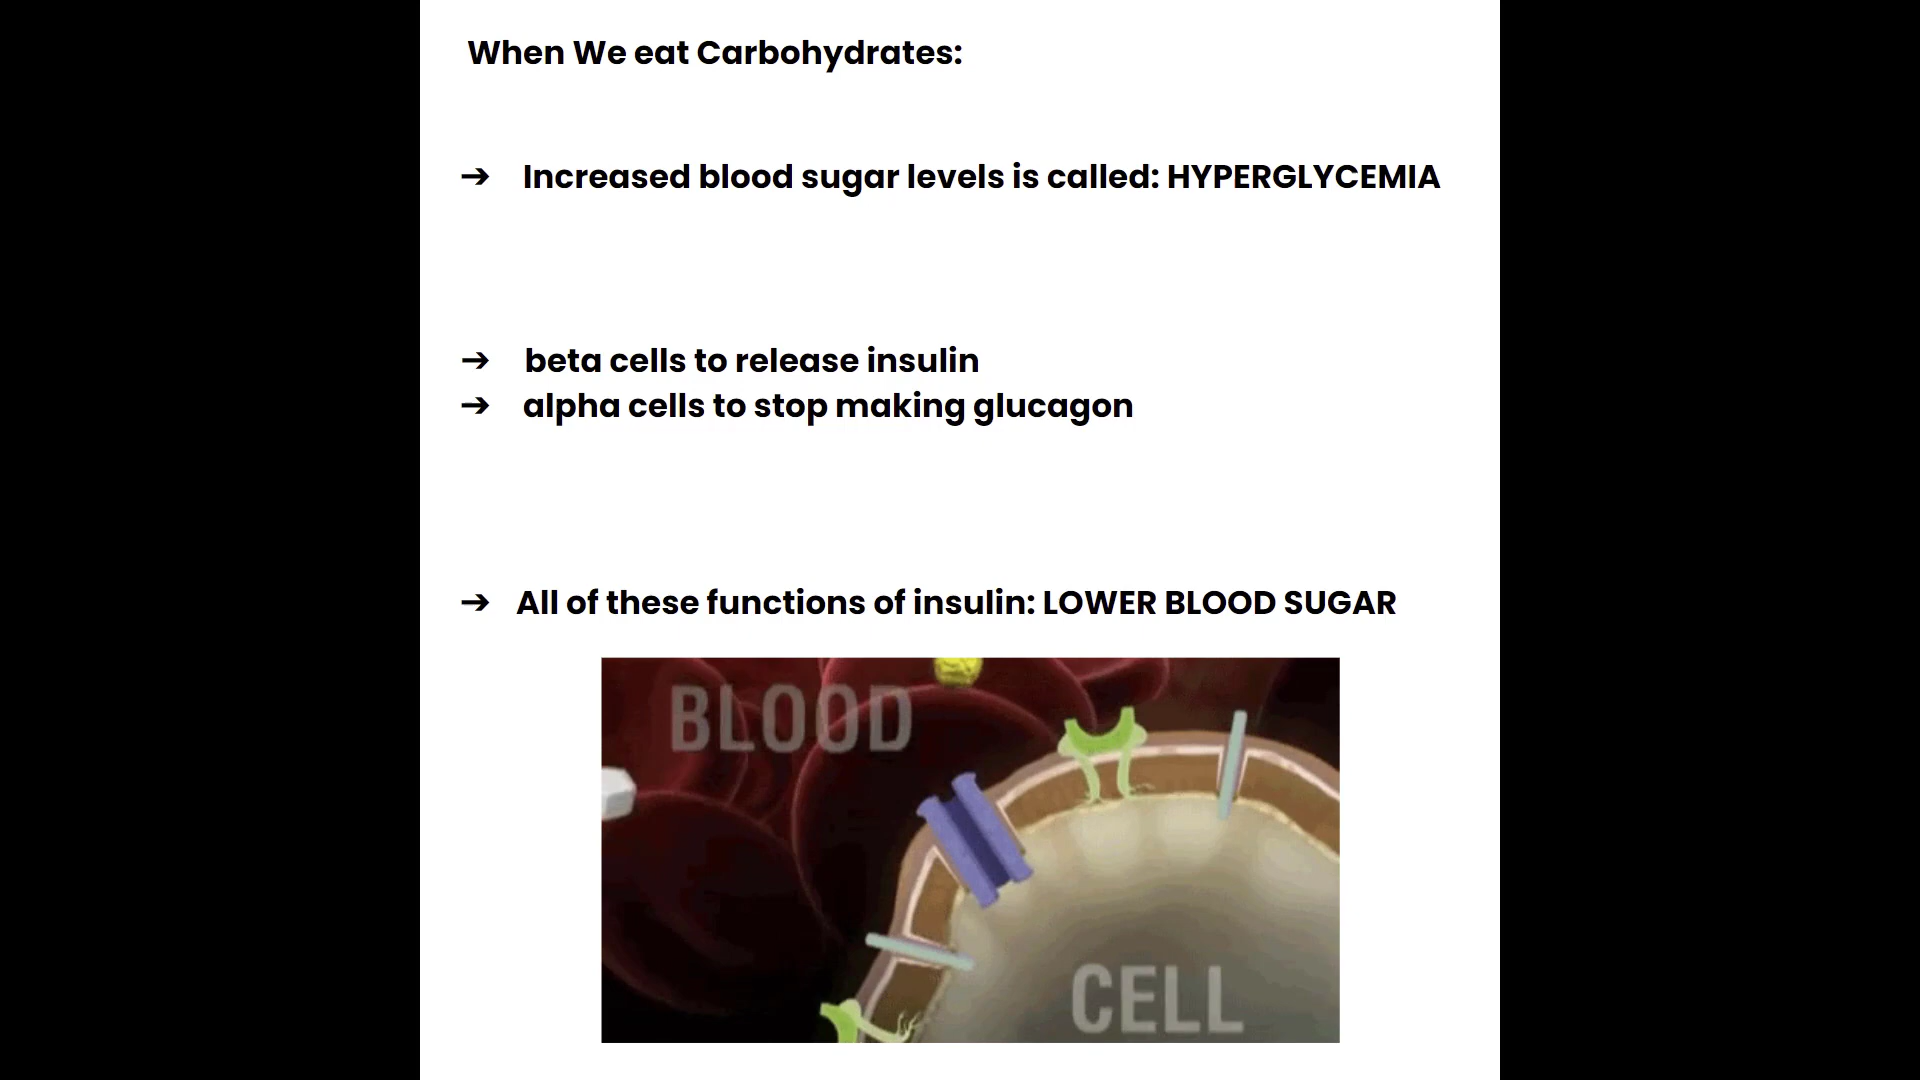 When We eat Carbohydrates:
➔ Increased blood sugar levels is called: HYPERGLYCEMIA
➔ beta cells to release insulin
➔ alpha cells to stop making glucagon
➔ All of these functions of insulin: LOWER BLOOD SUGAR
BLOOD
CELL